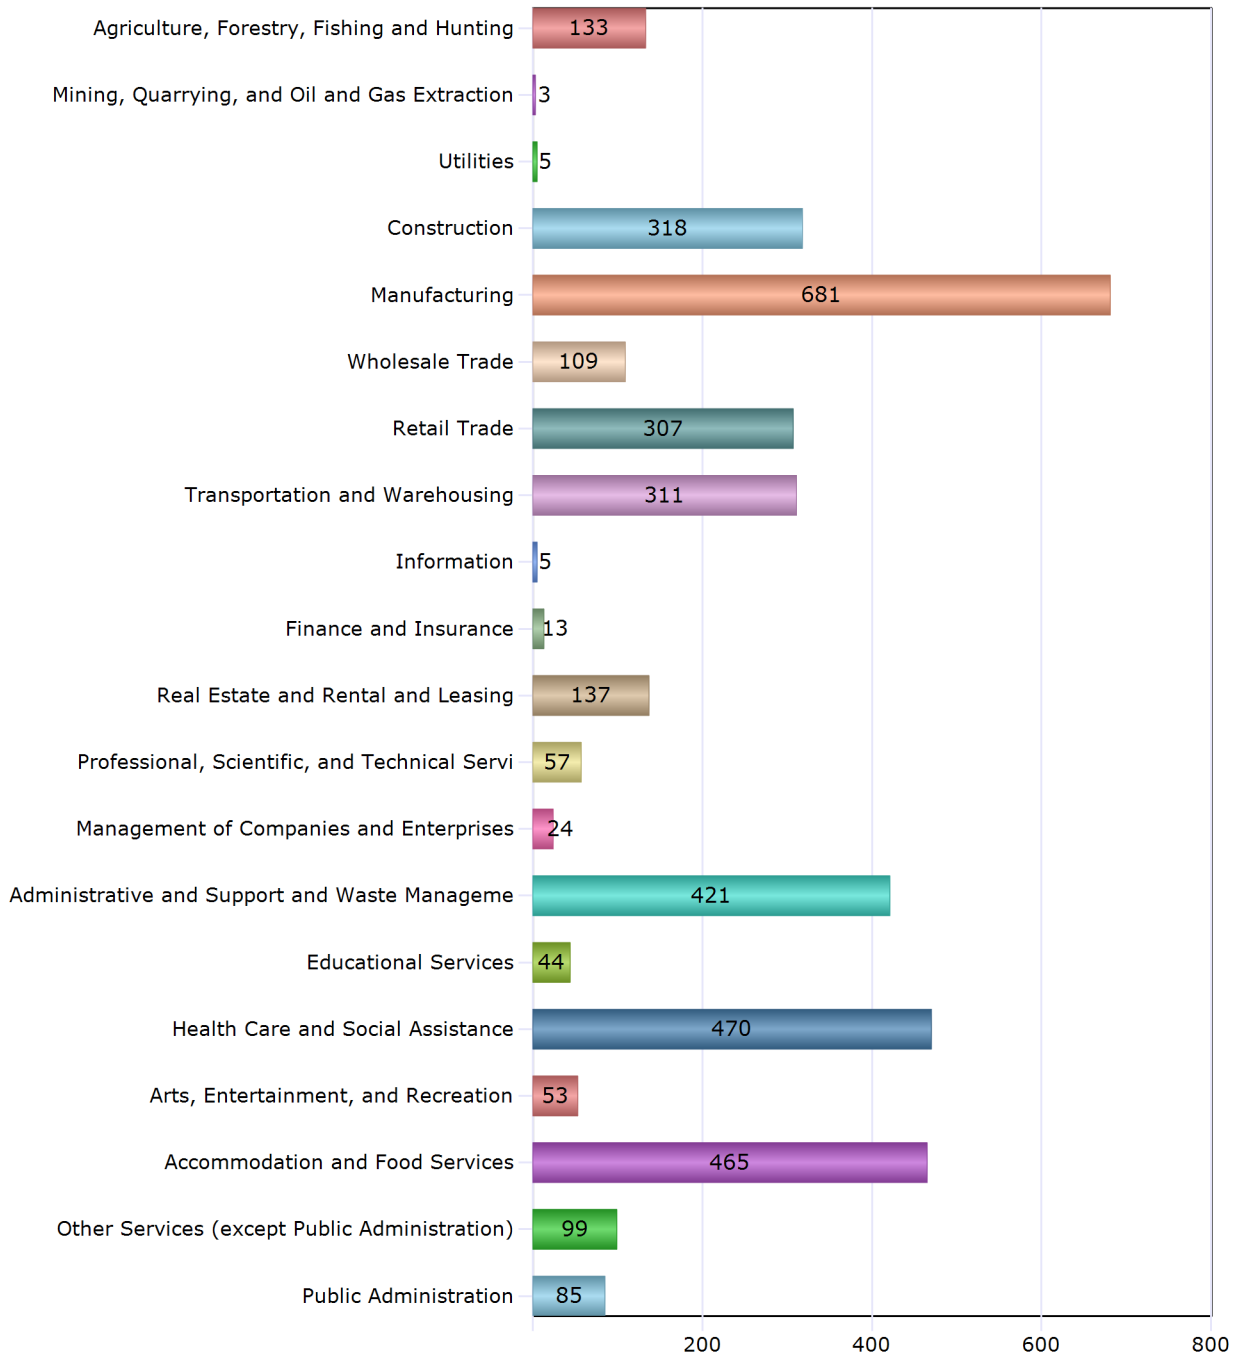 Agriculture, Forestry, Fishing and Hunting 133
Mining, Quarrying, and Oil and Gas Extraction 3
Utilities 5
Construction 318
Manufacturing 681
Wholesale Trade 109
Retail Trade 307
Transportation and Warehousing 311
Information 5
Finance and Insurance 13
Real Estate and Rental and Leasing 137
Professional, Scientific, and Technical Servi 57
Management of Companies and Enterprises 24
Administrative and Support and Waste Manageme 421
Educational Services 44
Health Care and Social Assistance 470
Arts, Entertainment, and Recreation 53
Accommodation and Food Services 465
Other Services (except Public Administration) 99
Public Administration 85
200 400 600 800